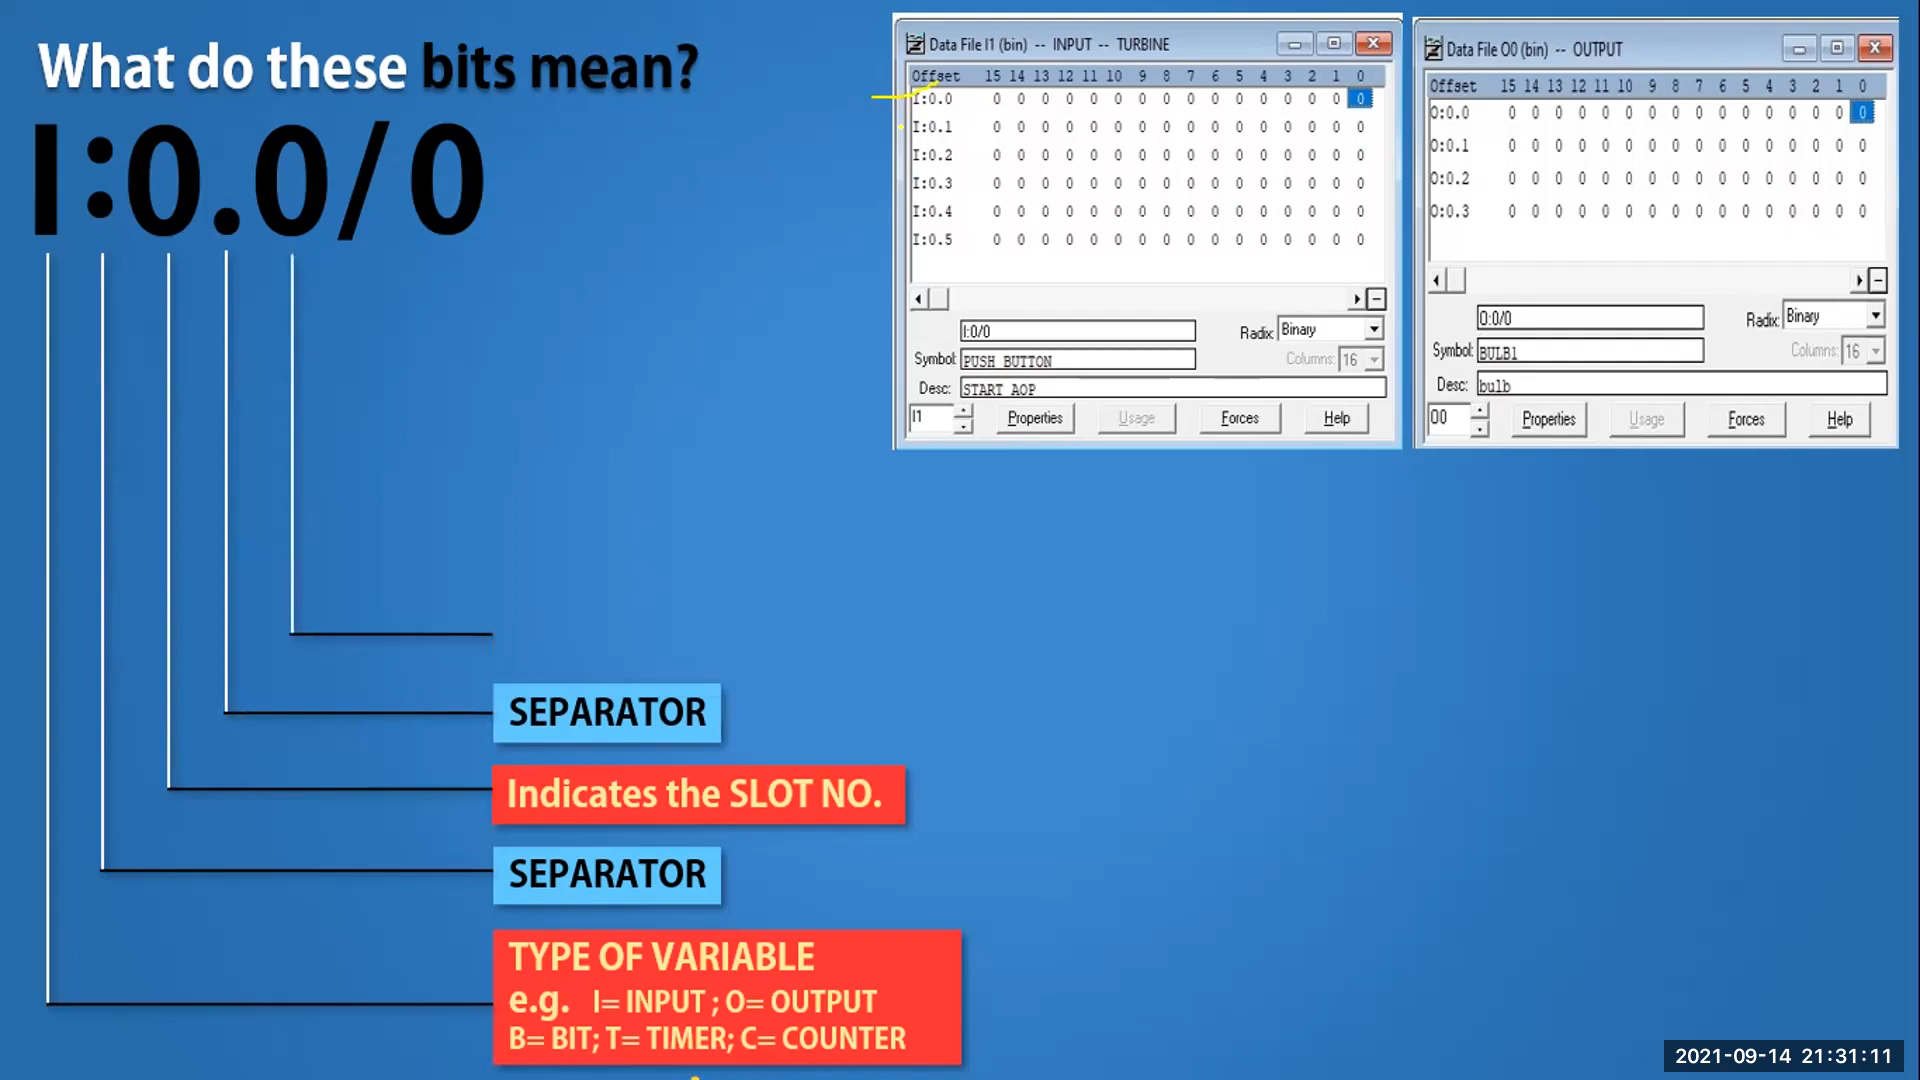 What do these bits mean?
I:0.0/0
SEPARATOR
Indicates the SLOT NO.
SEPARATOR
TYPE OF VARIABLE
e.g. I= INPUT ; O= OUTPUT
B= BIT; T= TIMER; C= COUNTER
Data File I1 (bin) -- INPUT -- TURBINE
Offset 15 14 13 12 11 10 9 8 7 6 5 4 3 2 1 0
I:0.0 0 0 0 0 0 0 0 0 0 0 0 0 0 0 0 0
I:0.1 0 0 0 0 0 0 0 0 0 0 0 0 0 0 0 0
I:0.2 0 0 0 0 0 0 0 0 0 0 0 0 0 0 0 0
I:0.3 0 0 0 0 0 0 0 0 0 0 0 0 0 0 0 0
I:0.4 0 0 0 0 0 0 0 0 0 0 0 0 0 0 0 0
I:0.5 0 0 0 0 0 0 0 0 0 0 0 0 0 0 0 0
I:0/0 Radix: Binary
Symbol: PUSH_BUTTON Columns: 16
Desc: START AOP
I1 Properties Usage Forces Help
Data File O0 (bin) -- OUTPUT
Offset 15 14 13 12 11 10 9 8 7 6 5 4 3 2 1 0
O:0.0 0 0 0 0 0 0 0 0 0 0 0 0 0 0 0 0
O:0.1 0 0 0 0 0 0 0 0 0 0 0 0 0 0 0 0
O:0.2 0 0 0 0 0 0 0 0 0 0 0 0 0 0 0 0
O:0.3 0 0 0 0 0 0 0 0 0 0 0 0 0 0 0 0
O:0/0 Radix: Binary
Symbol: BULB1 Columns: 16
Desc: bulb
O0 Properties Usage Forces Help
2021-09-14 21:31:11